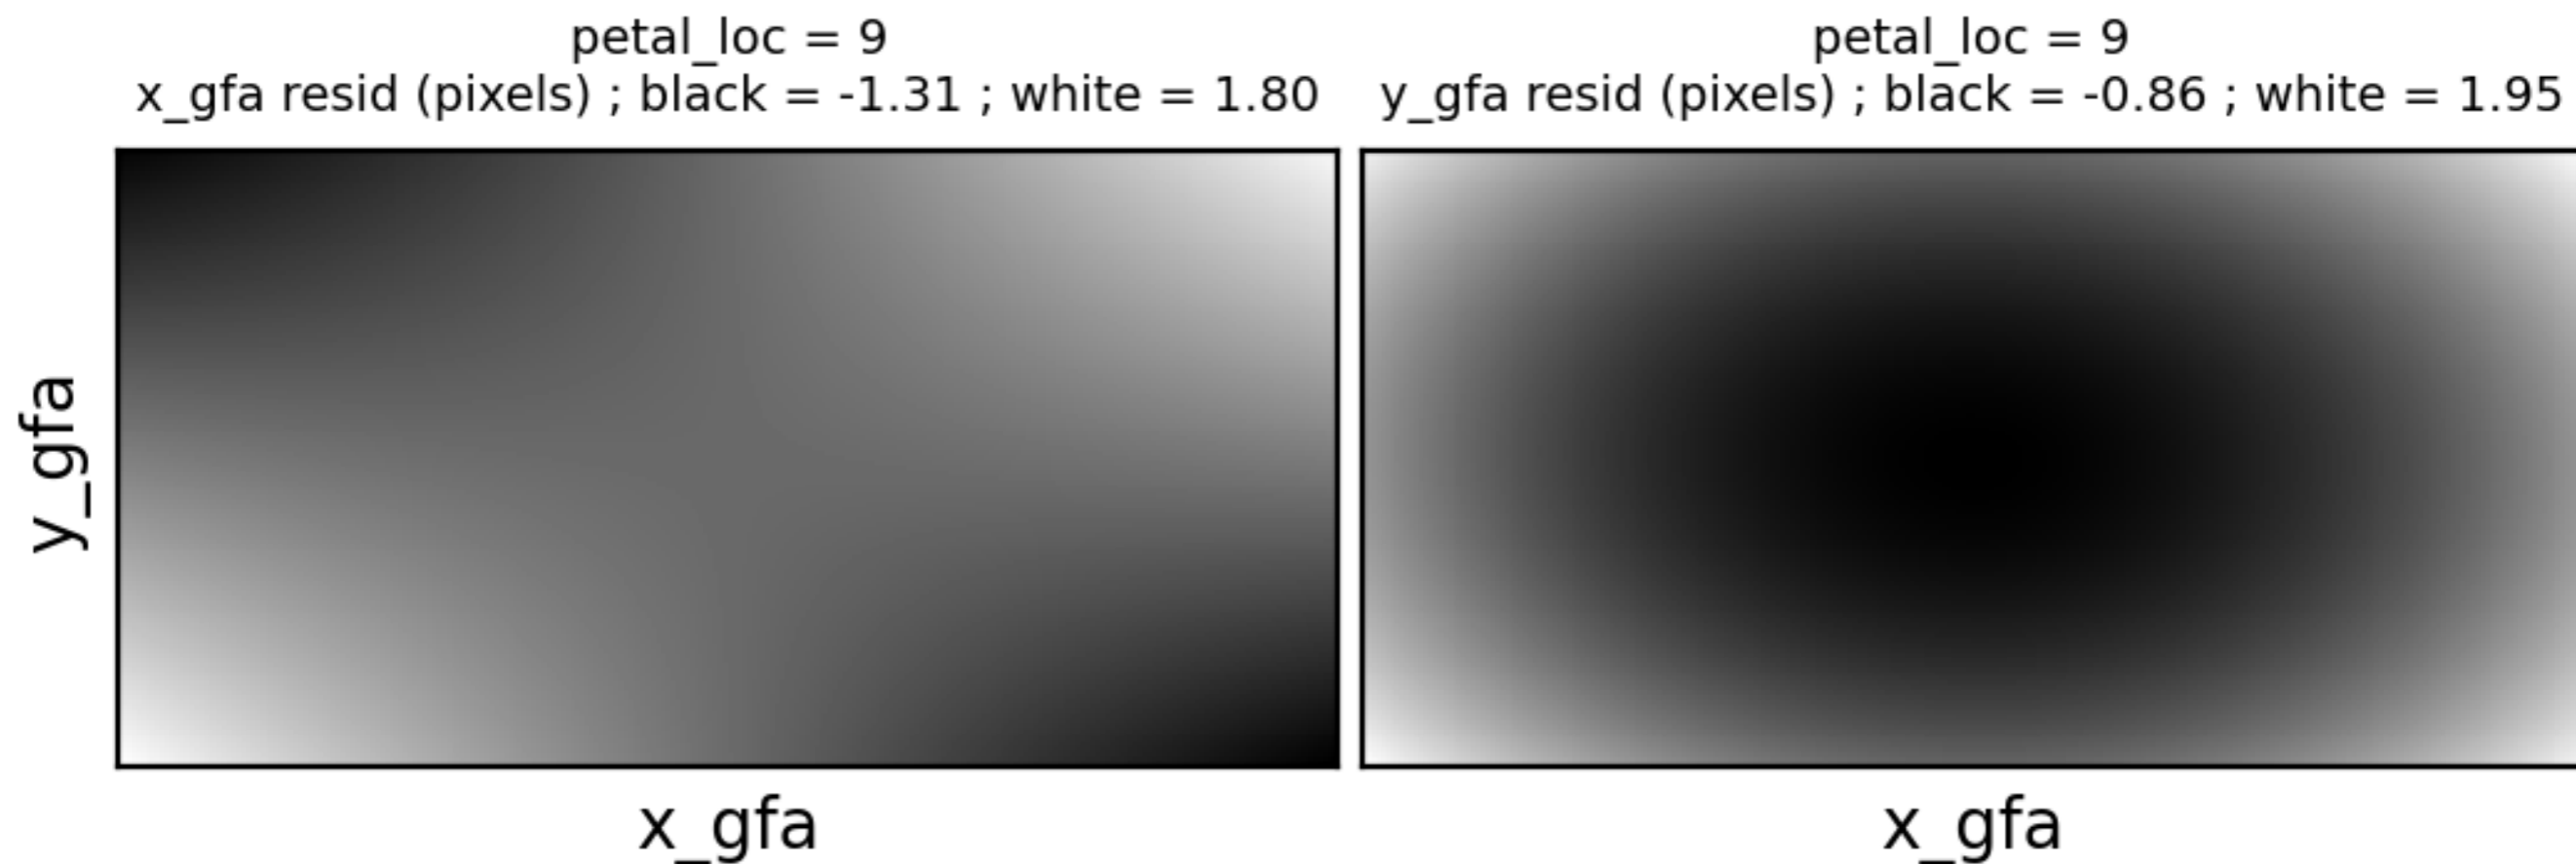 petal_loc = 9
x_gfa resid (pixels) ; black = -1.31 ; white = 1.80
petal_loc = 9
y_gfa resid (pixels) ; black = -0.86 ; white = 1.95
y_gfa
x_gfa
x_gfa